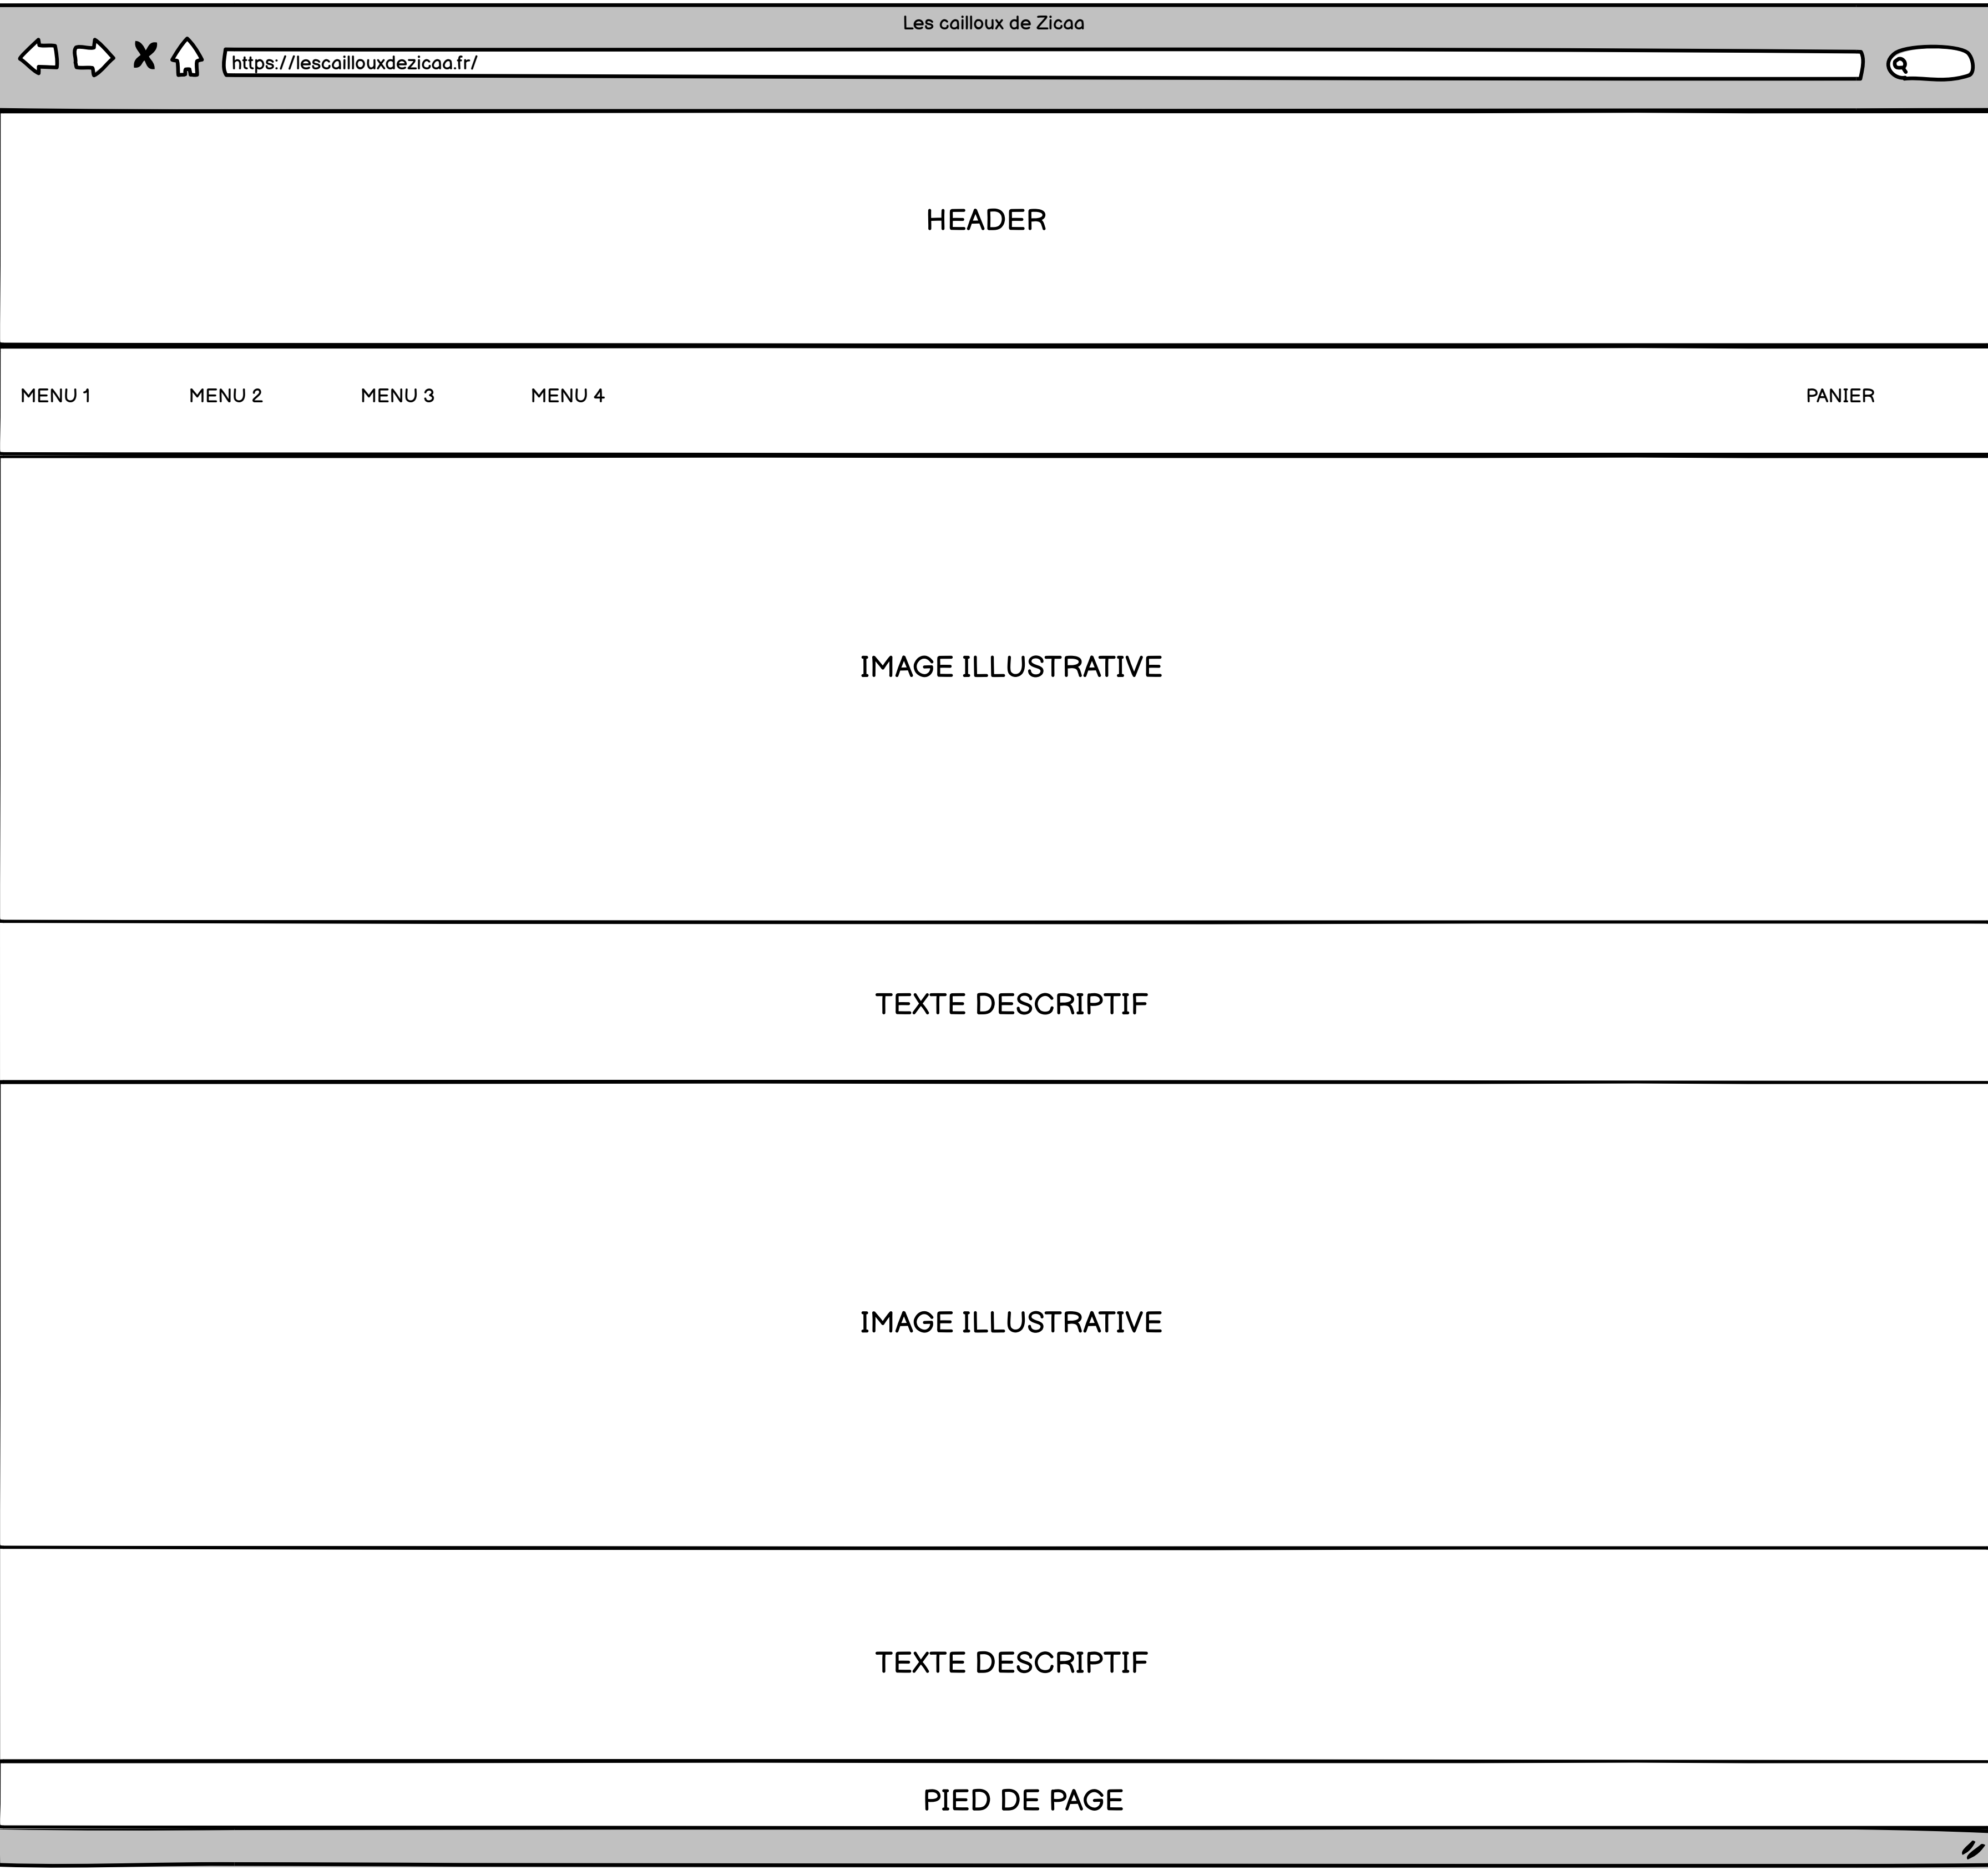 Les cailloux de Zicaa
https://lescaillouxdezicaa.fr/
HEADER
MENU 1 MENU 2 MENU 3 MENU 4 PANIER
IMAGE ILLUSTRATIVE
TEXTE DESCRIPTIF
IMAGE ILLUSTRATIVE
TEXTE DESCRIPTIF
PIED DE PAGE